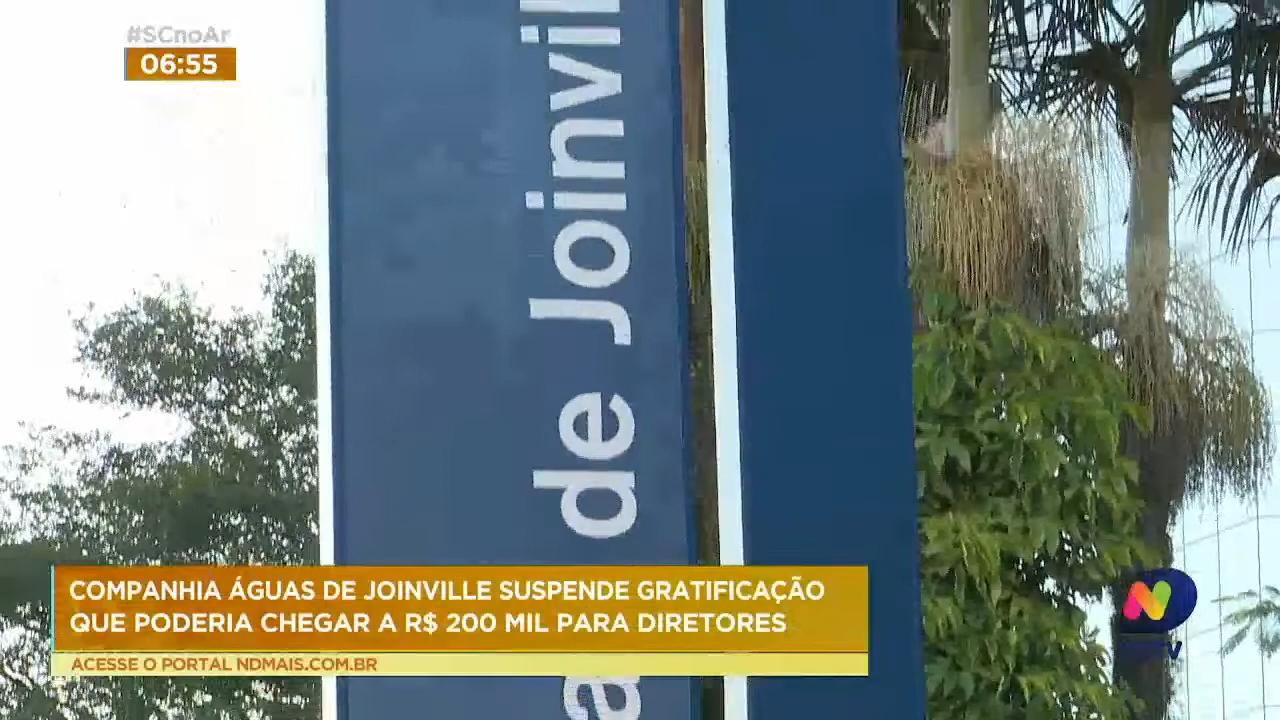 #SCnoAr
06:55
de Joinvil
COMPANHIA ÁGUAS DE JOINVILLE SUSPENDE GRATIFICAÇÃO
QUE PODERIA CHEGAR A R$ 200 MIL PARA DIRETORES
ACESSE O PORTAL NDMAIS.COM.BR